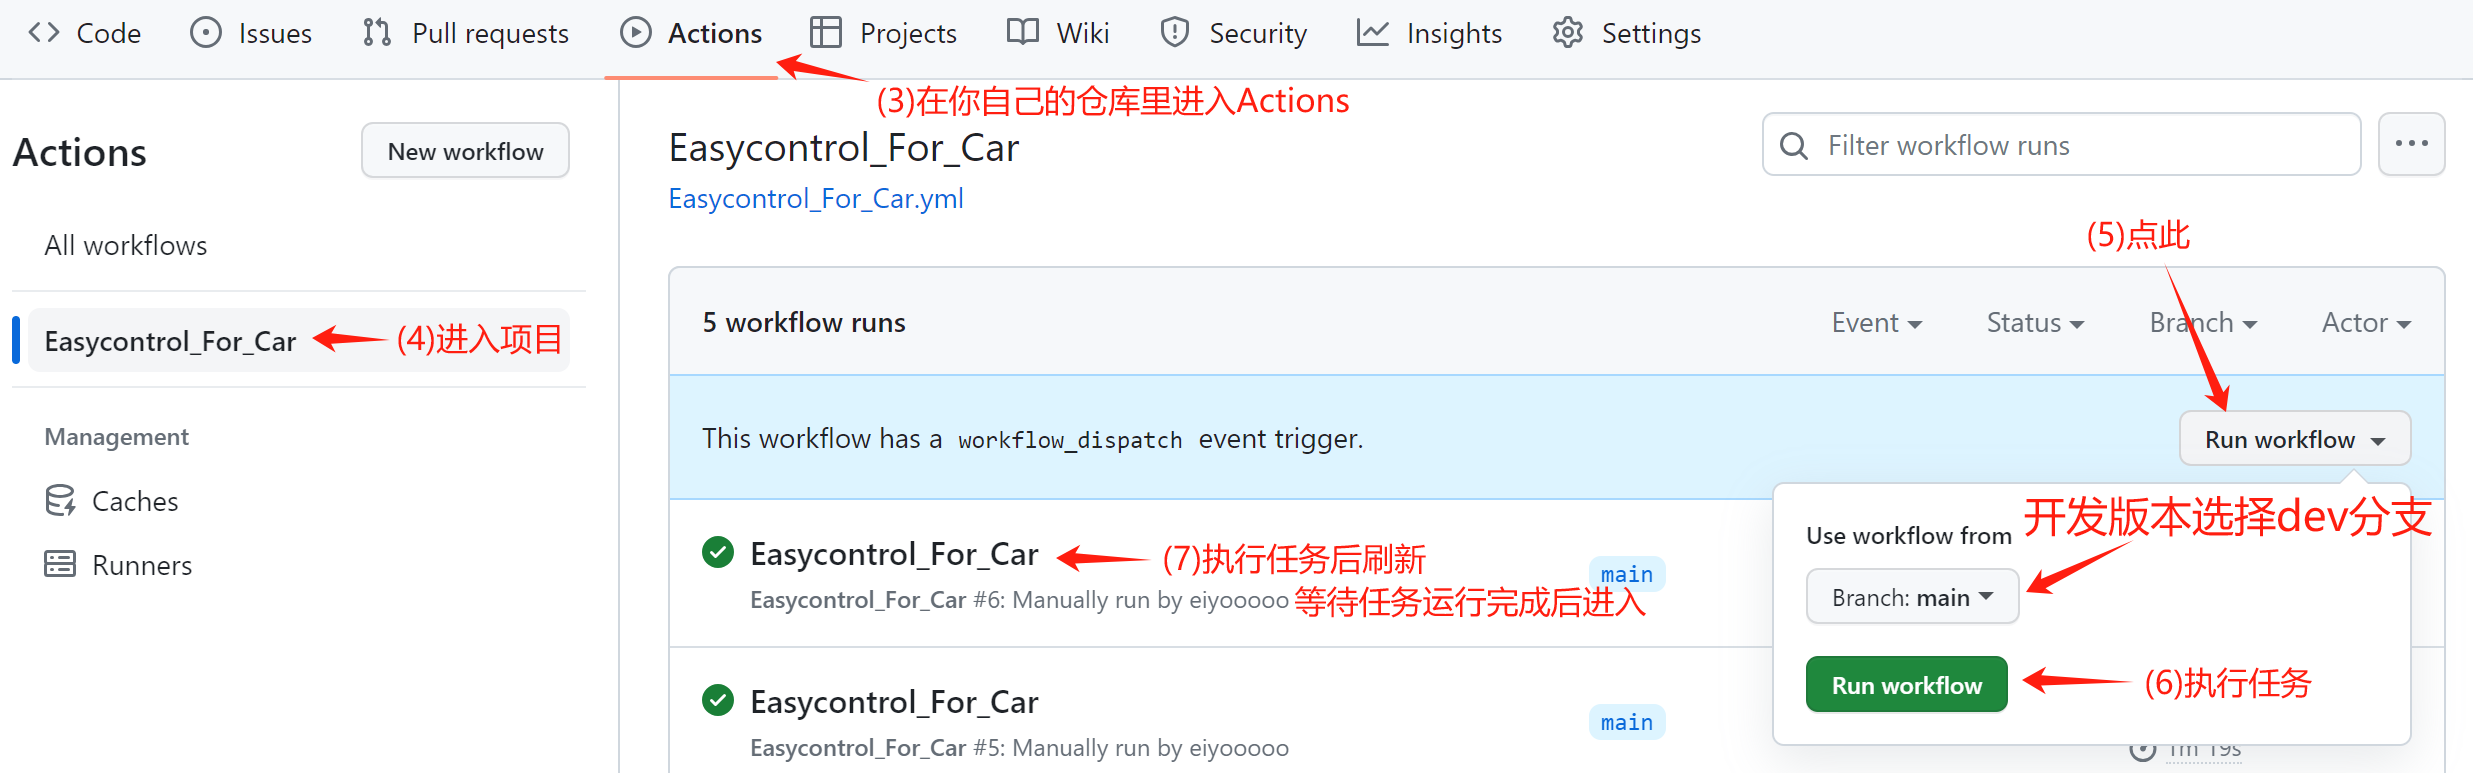 Code Issues Pull requests Actions Projects Wiki Security Insights Settings
(3)在你自己的仓库里进入Actions
Actions
New workflow
All workflows
Easycontrol_For_Car
(4)进入项目
Management
Caches
Runners
Easycontrol_For_Car
Easycontrol_For_Car.yml
Filter workflow runs
(5)点此
5 workflow runs
Event Status Branch Actor
This workflow has a workflow_dispatch event trigger.
Run workflow
Easycontrol_For_Car
(7)执行任务后刷新
Easycontrol_For_Car #6: Manually run by eiyooooo
等待任务运行完成后进入
main
Use workflow from
开发版本选择dev分支
Branch: main
Run workflow
(6)执行任务
Easycontrol_For_Car
Easycontrol_For_Car #5: Manually run by eiyooooo
main
1m 19s